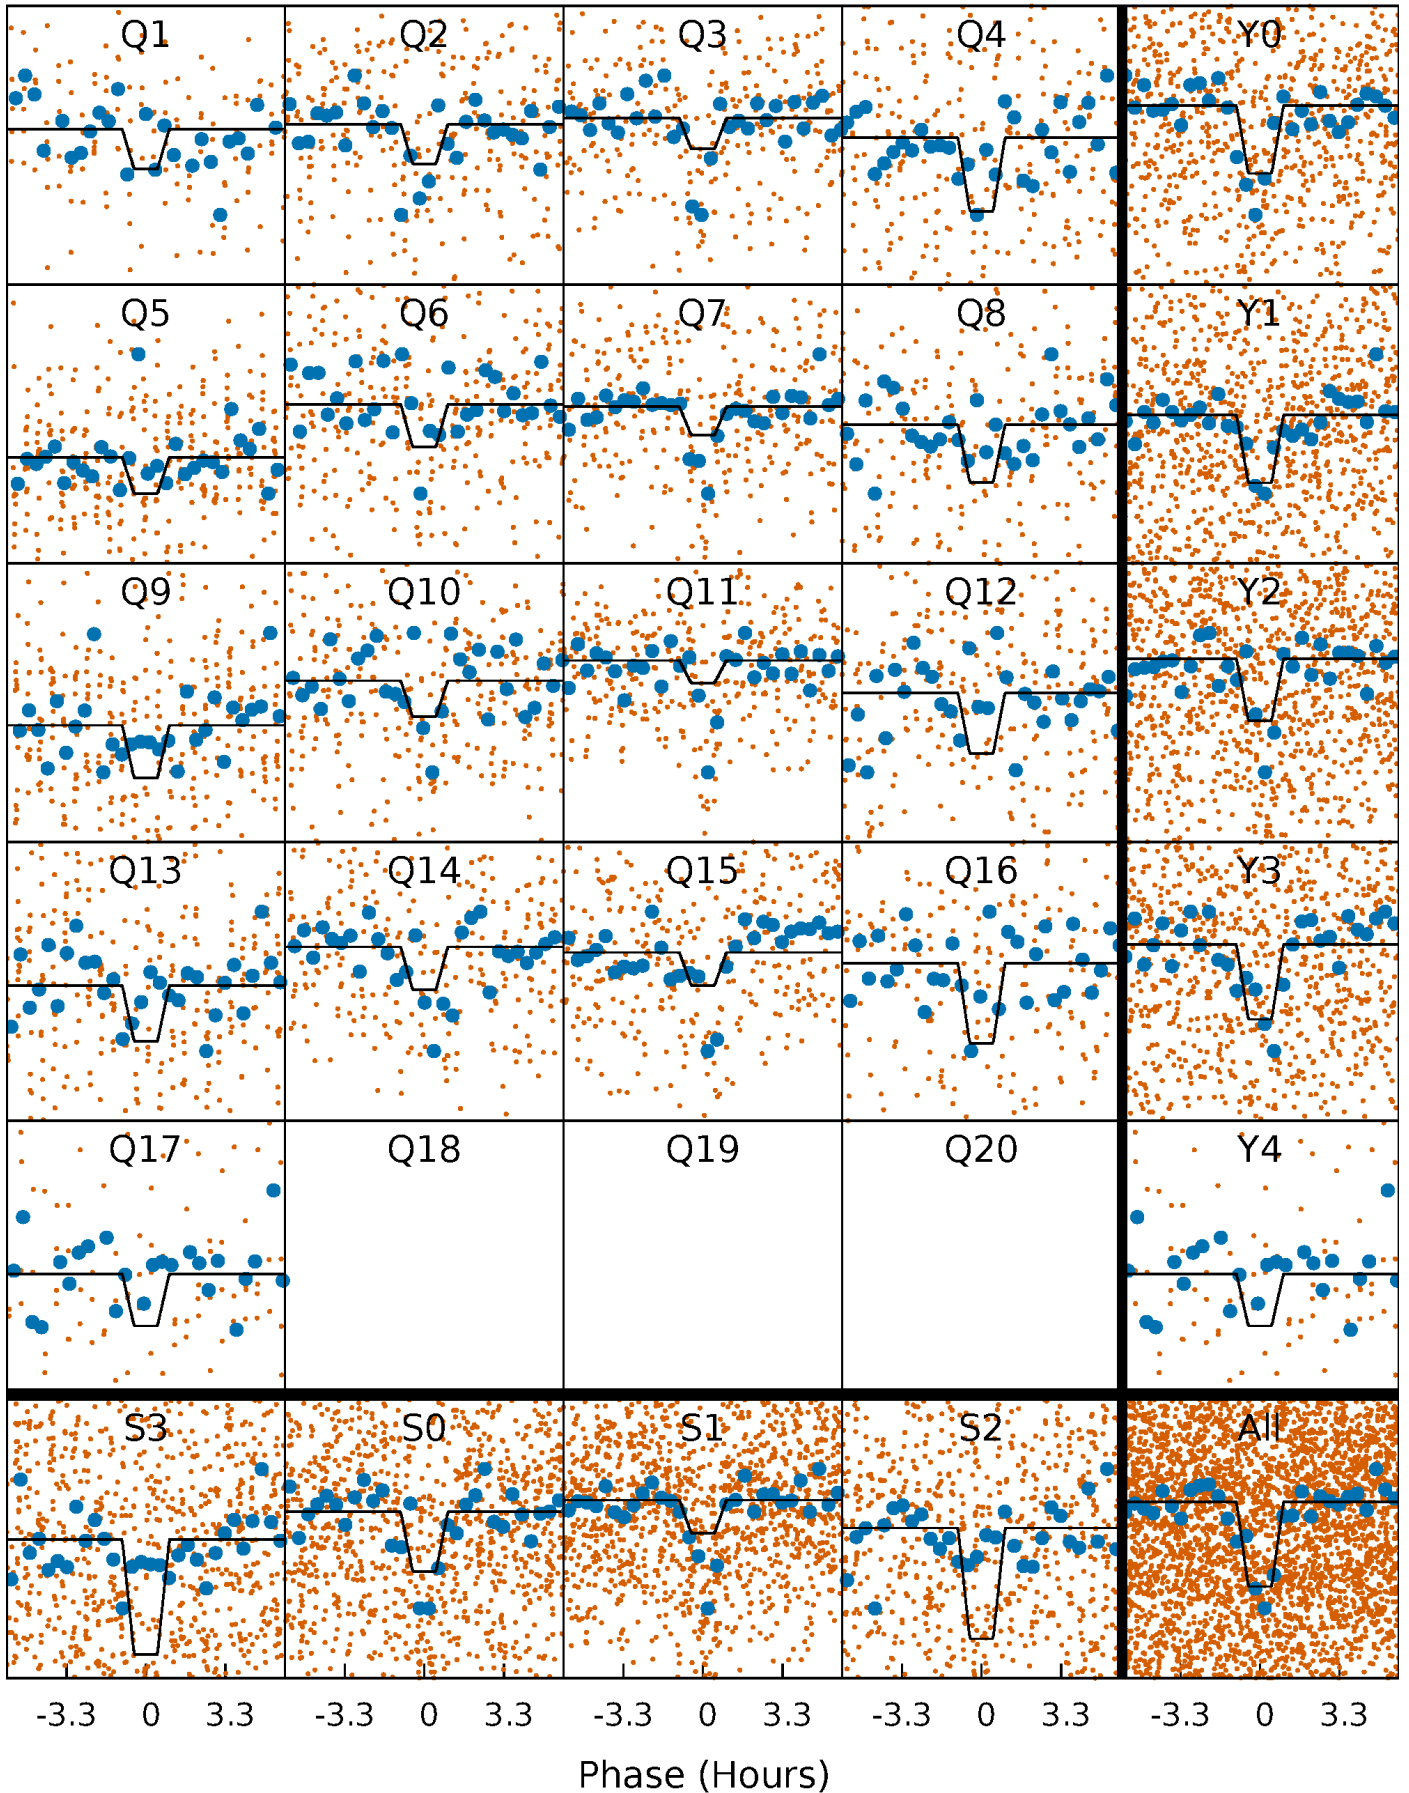 Q1 Q2 Q3 Q4 Y0
Q5 Q6 Q7 Q8 Y1
Q9 Q10 Q11 Q12 Y2
Q13 Q14 Q15 Q16 Y3
Q17 Q18 Q19 Q20 Y4
S3 S0 S1 S2 All
-3.3 0 3.3 -3.3 0 3.3 -3.3 0 3.3 -3.3 0 3.3 -3.3 0 3.3
Phase (Hours)